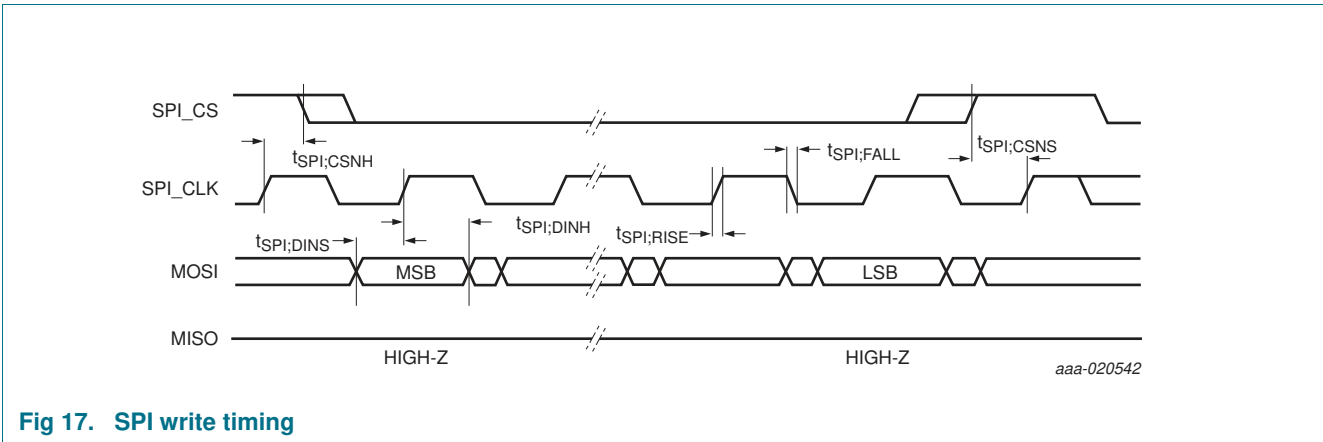 SPI_CS
tSPI;CSNH
tSPI;FALL
tSPI;CSNS
SPI_CLK
tSPI;DINS
tSPI;DINH
tSPI;RISE
MOSI
MSB
LSB
MISO
HIGH-Z
HIGH-Z
aaa-020542
Fig 17. SPI write timing